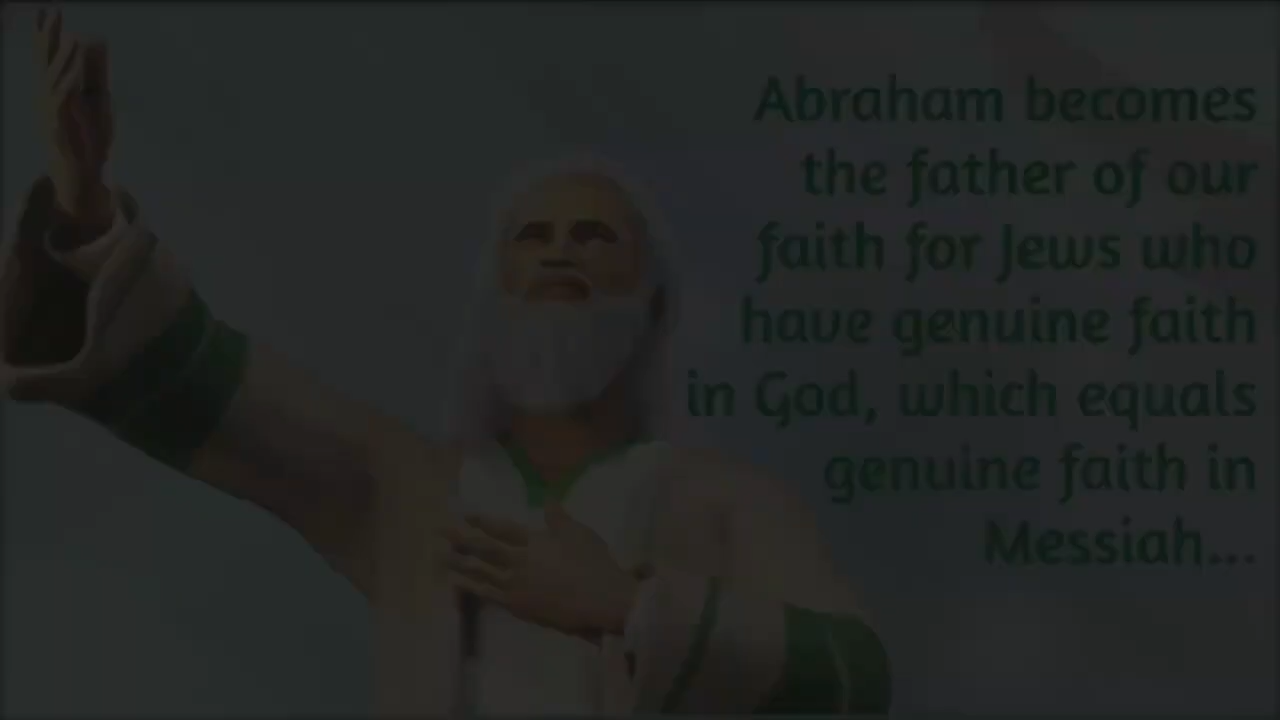 Abraham becomes
the father of our
faith for Jews who
have genuine faith
in God, which equals
genuine faith in
Messiah...